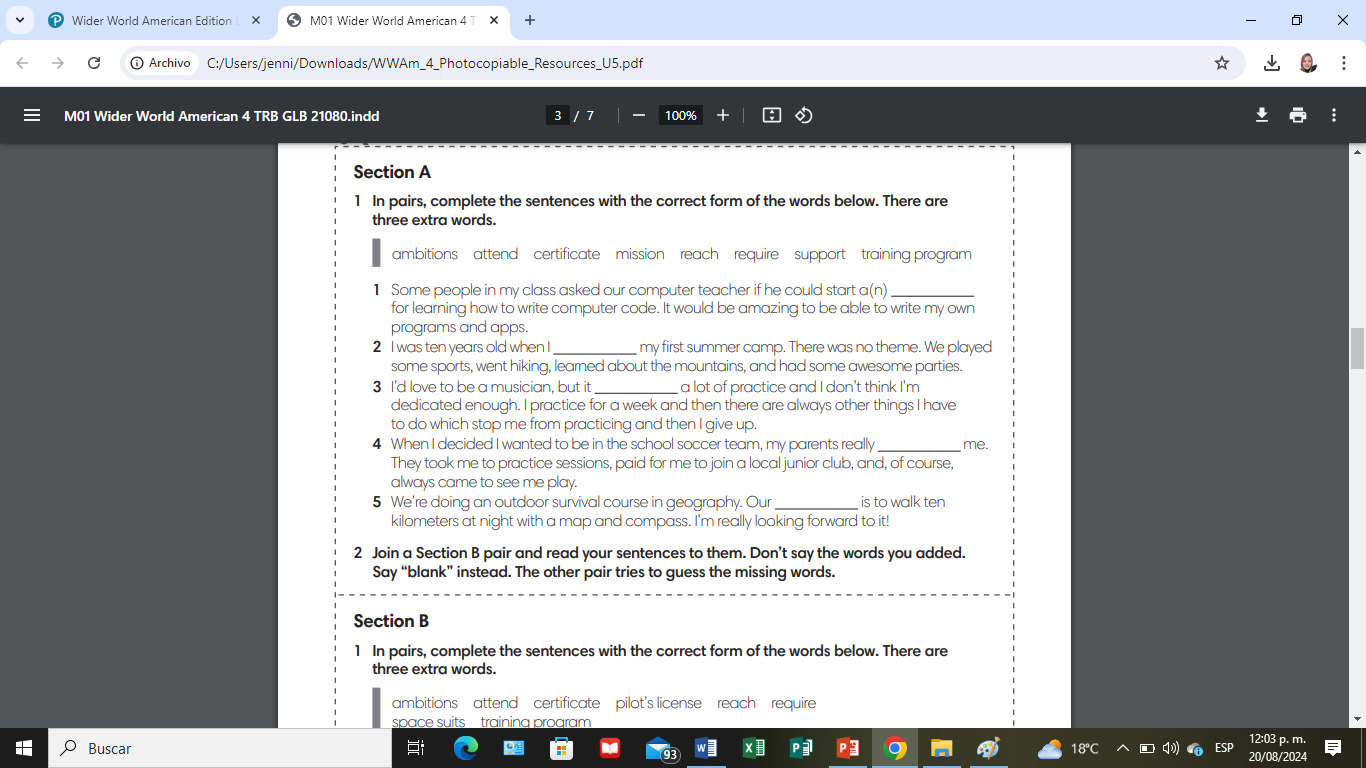 Wider World American Edition
M01 Wider World American 4 T
Archivo
C:/Users/jenni/Downloads/WWAm_4_Photocopiable_Resources_U5.pdf
M01 Wider World American 4 TRB GLB 21080.indd
3 / 7
100%
Section A
1 In pairs, complete the sentences with the correct form of the words below. There are
three extra words.
ambitions attend certificate mission reach require support training program
1 Some people in my class asked our computer teacher if he could start a(n) __________
for learning how to write computer code. It would be amazing to be able to write my own
programs and apps.
2 I was ten years old when I __________ my first summer camp. There was no theme. We played
some sports, went hiking, learned about the mountains, and had some awesome parties.
3 I'd love to be a musician, but it __________ a lot of practice and I don't think I'm
dedicated enough. I practice for a week and then there are always other things I have
to do which stop me from practicing and then I give up.
4 When I decided I wanted to be in the school soccer team, my parents really __________ me.
They took me to practice sessions, paid for me to join a local junior club, and, of course,
always came to see me play.
5 We're doing an outdoor survival course in geography. Our __________ is to walk ten
kilometers at night with a map and compass. I'm really looking forward to it!
2 Join a Section B pair and read your sentences to them. Don't say the words you added.
Say “blank” instead. The other pair tries to guess the missing words.
Section B
1 In pairs, complete the sentences with the correct form of the words below. There are
three extra words.
ambitions attend certificate pilot's license reach require
space suits training program
Buscar
93
18°C
ESP
12:03 p. m.
20/08/2024